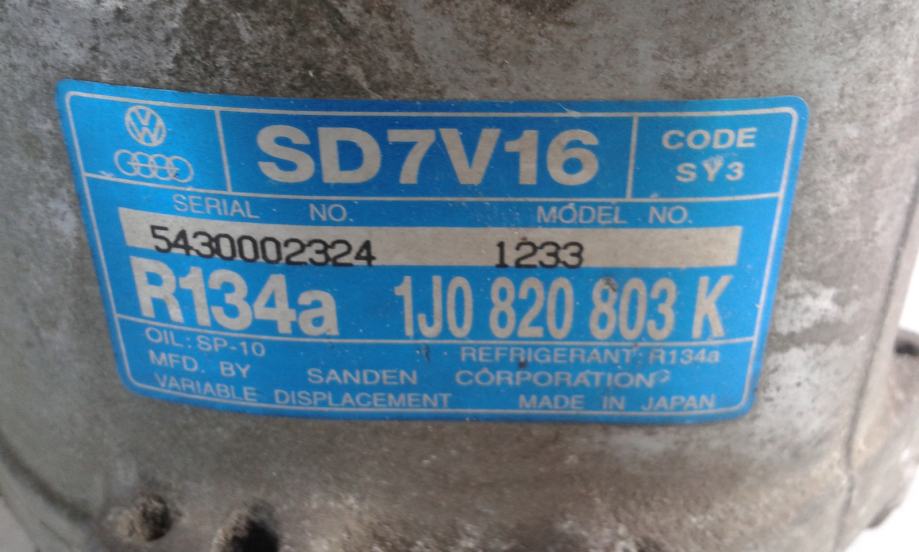 SD7V16
CODE
SY3
SERIAL NO. MODEL NO.
5430002324 1233
R134a 1J0 820 803 K
OIL: SP-10 REFRIGERANT: R134a
MFD. BY SANDEN CORPORATION
VARIABLE DISPLACEMENT MADE IN JAPAN